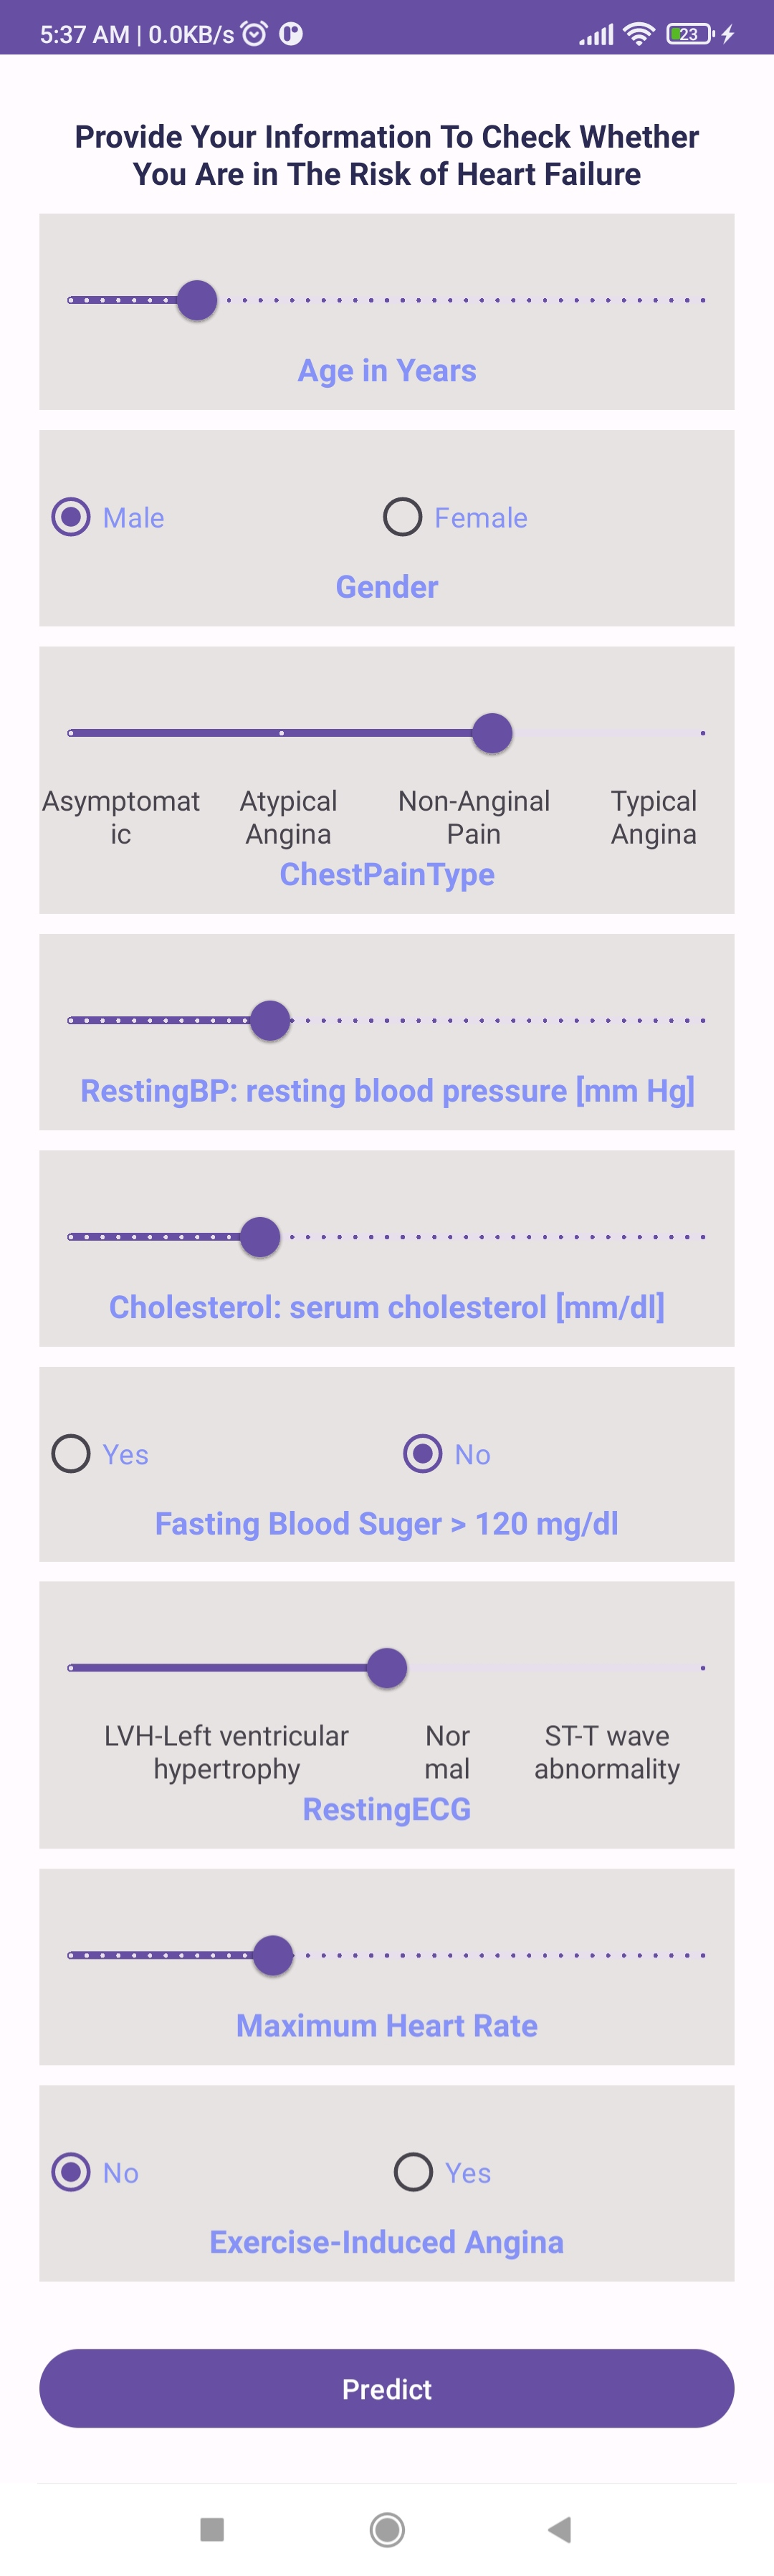 5:37 AM | 0.0KB/s
23
Provide Your Information To Check Whether
You Are in The Risk of Heart Failure
Age in Years
Male Female
Gender
Asymptomat Atypical Non-Anginal Typical
ic Angina Pain Angina
ChestPainType
RestingBP: resting blood pressure [mm Hg]
Cholesterol: serum cholesterol [mm/dl]
Yes No
Fasting Blood Suger > 120 mg/dl
LVH-Left ventricular Nor ST-T wave
hypertrophy mal abnormality
RestingECG
Maximum Heart Rate
No Yes
Exercise-Induced Angina
Predict